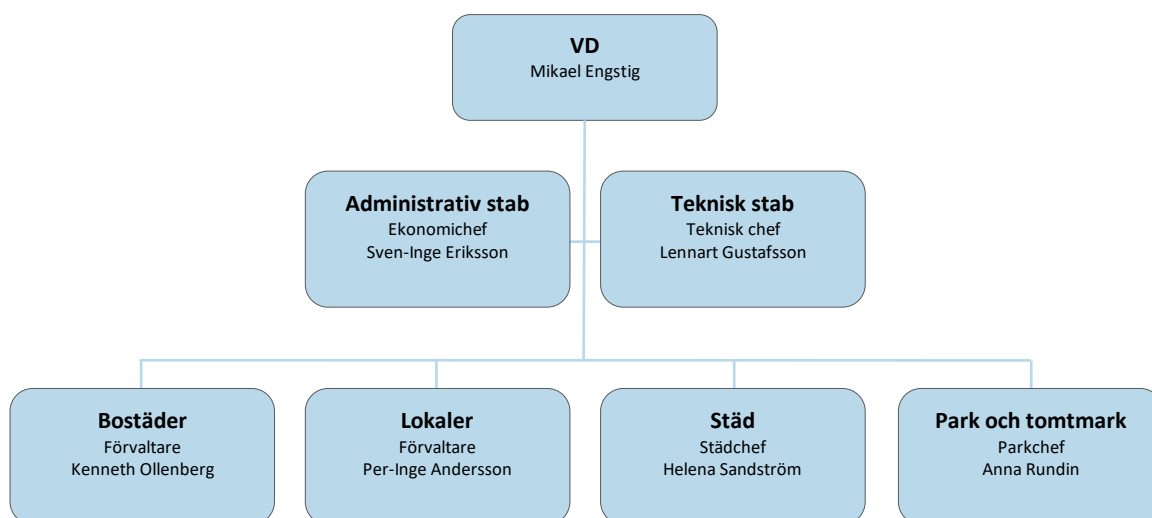 VD
Mikael Engstig
Administrativ stab
Ekonomichef
Sven-Inge Eriksson
Teknisk stab
Teknisk chef
Lennart Gustafsson
Bostäder
Förvaltare
Kenneth Ollenberg
Lokaler
Förvaltare
Per-Inge Andersson
Städ
Städchef
Helena Sandström
Park och tomtmark
Parkchef
Anna Rundin